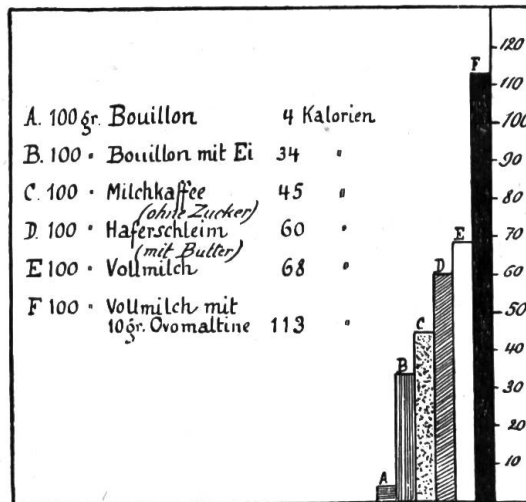 A. 100 gr. Bouillon 4 Kalorien
B. 100 " Bouillon mit Ei 34 "
C. 100 " Milchkaffee 45 "
(ohne Zucker)
D. 100 " Haferschleim 60 "
(mit Butter)
E 100 " Vollmilch 68 "
F 100 " Vollmilch mit
10 gr. Ovomaltine 113 "
A
B
C
D
E
F
120
110
100
90
80
70
60
50
40
30
20
10